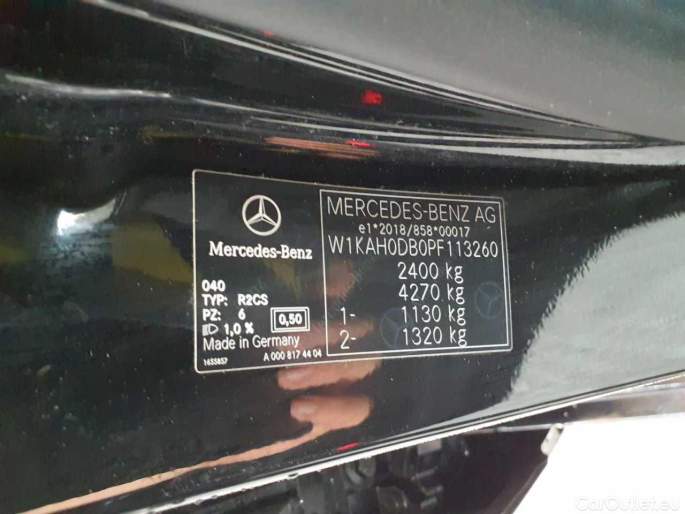 Mercedes-Benz
040
TYP: R2CS
PZ: 6
1,0 % 0,50
Made in Germany
1455857 A 000 817 44 04
MERCEDES-BENZ AG
e1*2018/858*00017
W1KAH0DB0PF113260
2400 kg
4270 kg
1- 1130 kg
2- 1320 kg
CarOutlet.eu